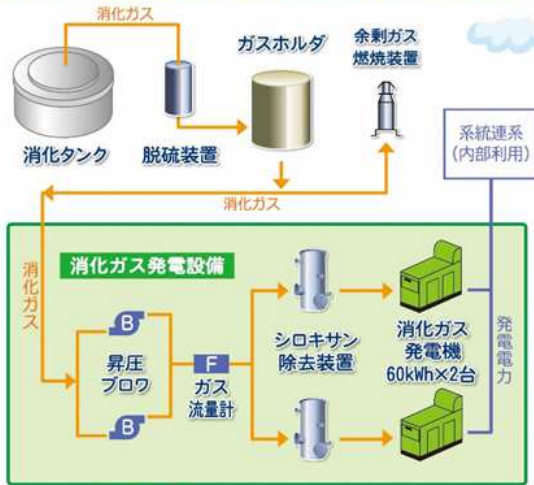 消化ガス
ガスホルダ
余剰ガス
燃焼装置
消化タンク
脱硫装置
系統連系
(内部利用)
消化ガス
消化ガス
消化ガス発電設備
B
昇圧
ブロワ
B
F
ガス
流量計
シロキサン
除去装置
消化ガス
発電機
60kWh×2台
発電電力